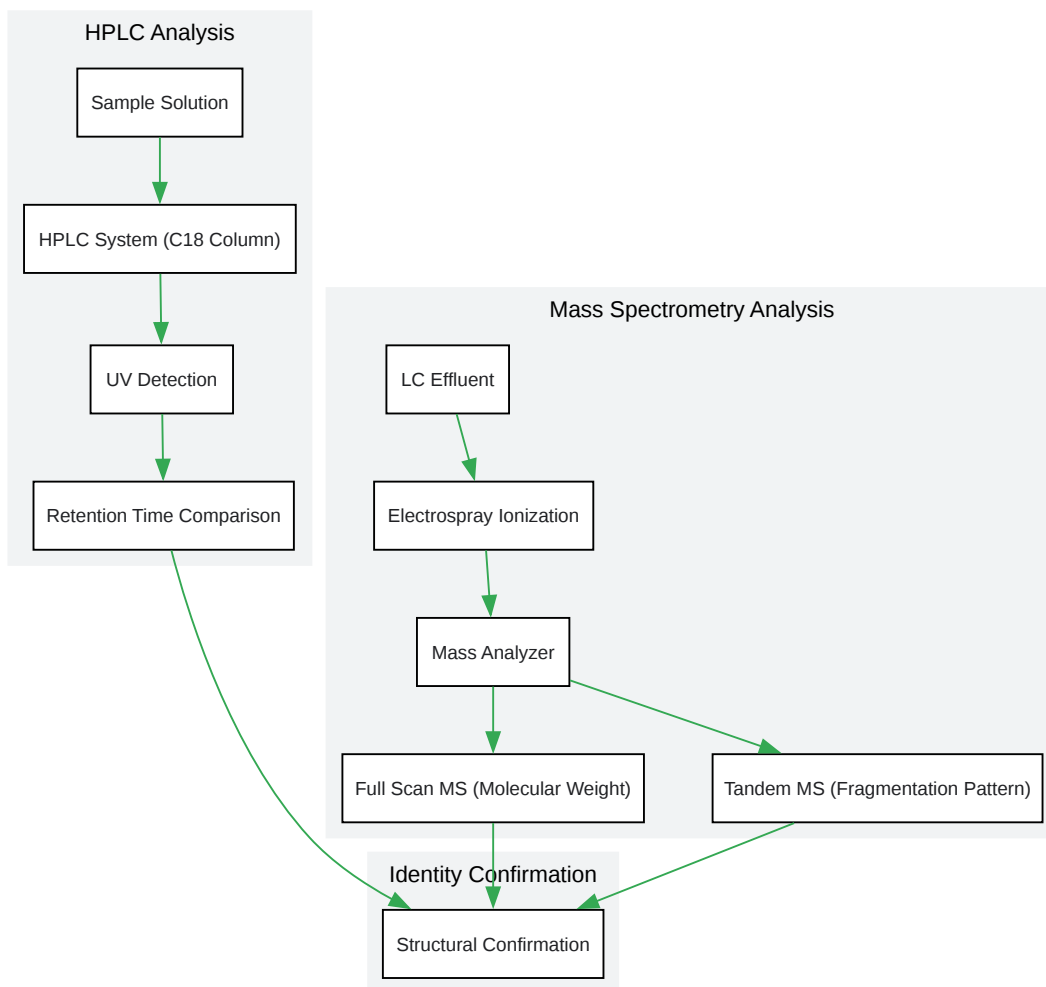 HPLC Analysis
Sample Solution
HPLC System (C18 Column)
UV Detection
Retention Time Comparison
Mass Spectrometry Analysis
LC Effluent
Electrospray Ionization
Mass Analyzer
Full Scan MS (Molecular Weight)
Tandem MS (Fragmentation Pattern)
Identity Confirmation
Structural Confirmation